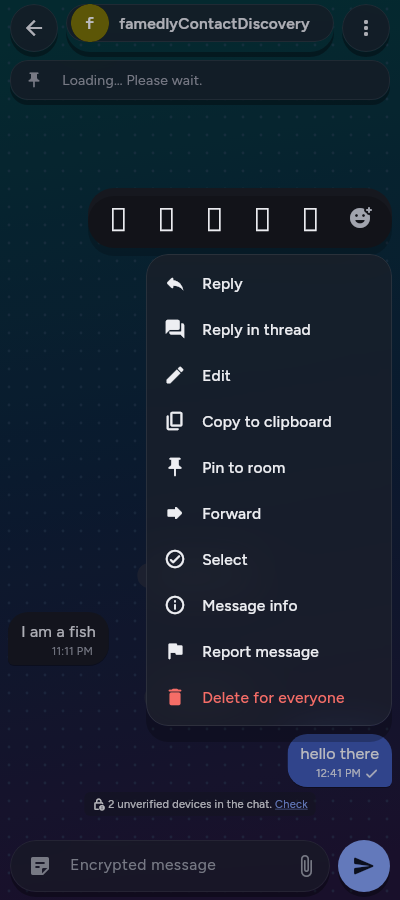 f
famedlyContactDiscovery
Loading... Please wait.
Reply
Reply in thread
Edit
Copy to clipboard
Pin to room
Forward
Select
Message info
Report message
Delete for everyone
I am a fish
11:11 PM
hello there
12:41 PM
2 unverified devices in the chat. Check
Encrypted message